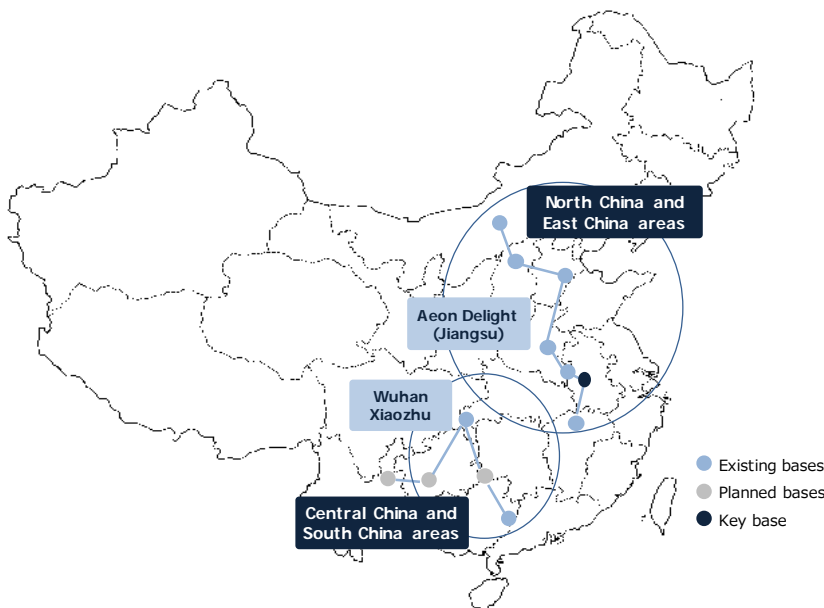 North China and
East China areas
Aeon Delight
(Jiangsu)
Wuhan
Xiaozhu
Central China and
South China areas
Existing bases
Planned bases
Key base